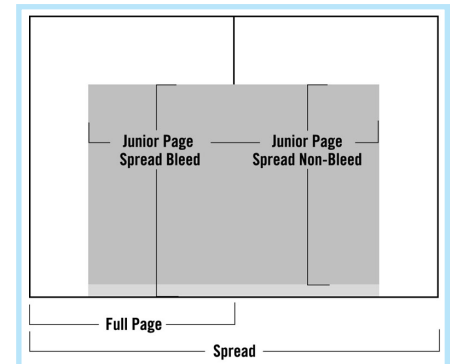 Junior Page
Spread Bleed
Junior Page
Spread Non-Bleed
Full Page
Spread